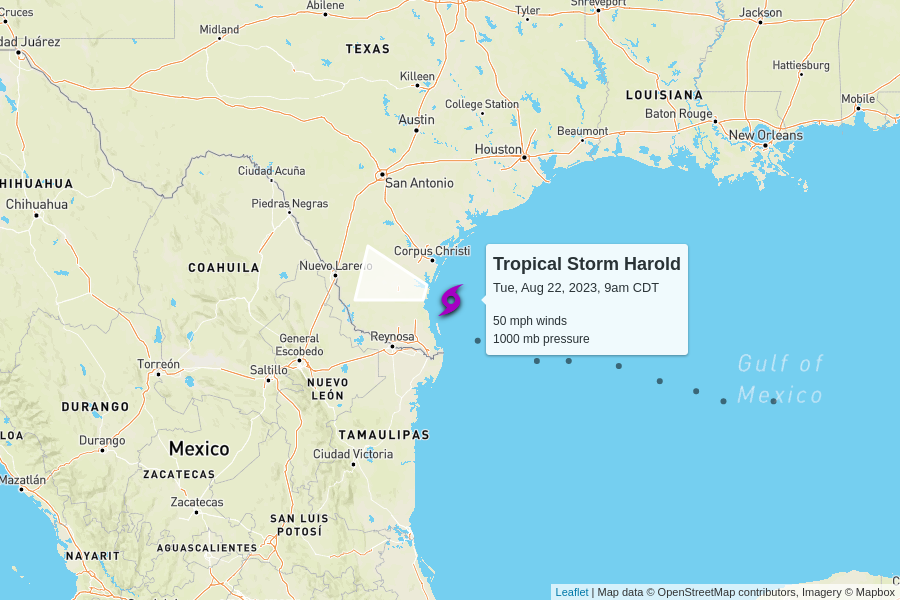 Cruces
Abilene
Tyler
Shreveport
Jackson
dad Juárez
Midland
TEXAS
Killeen
Hattiesburg
LOUISIANA
College Station
Mobile
Baton Rouge
Austin
Beaumont
New Orleans
Houston
Ciudad Acuña
San Antonio
HIHUAHUA
Chihuahua
Piedras Negras
Corpus Christi
COAHUILA
Nuevo Laredo
Tropical Storm Harold
Tue, Aug 22, 2023, 9am CDT
50 mph winds
1000 mb pressure
Reynosa
General
Escobedo
Torreón
Saltillo
Gulf of
Mexico
NUEVO
LEÓN
DURANGO
LOA
TAMAULIPAS
Durango
Mexico
Ciudad Victoria
ZACATECAS
Mazatlán
Zacatecas
SAN LUIS
POTOSÍ
AGUASCALIENTES
NAYARIT
Leaflet | Map data © OpenStreetMap contributors, Imagery © Mapbox